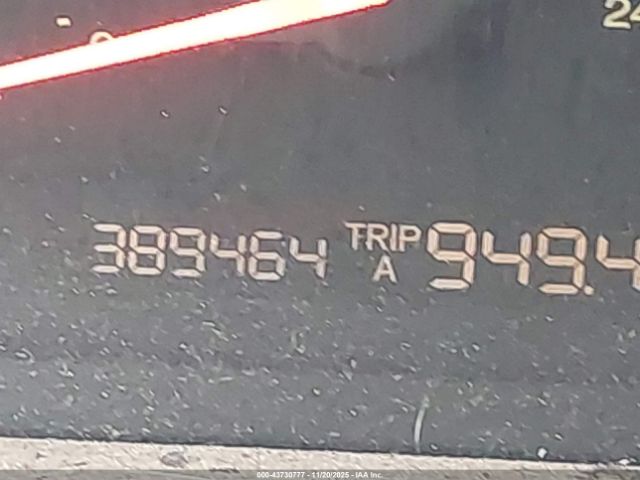 24
389464 TRIP A 949.4
000-43730777 - 11/20/2025 - IAA Inc.